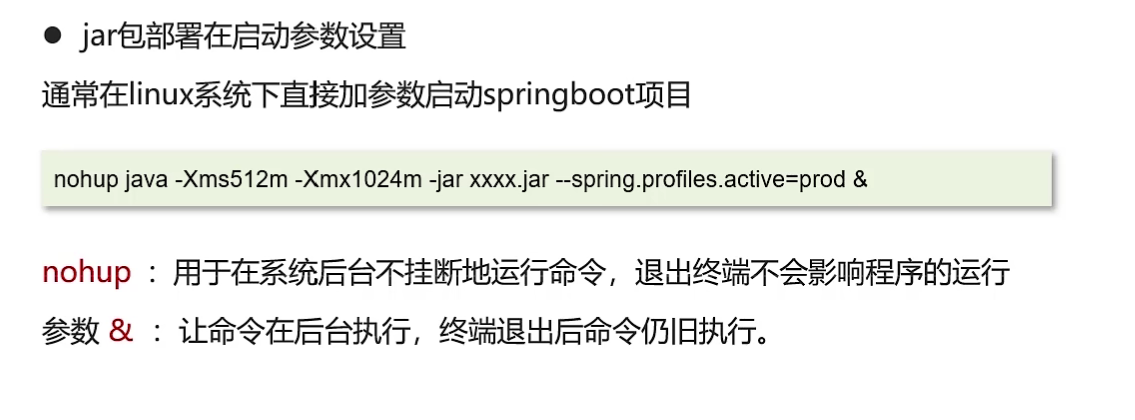 ● jar包部署在启动参数设置
通常在linux系统下直接加参数启动springboot项目
nohup java -Xms512m -Xmx1024m -jar xxxx.jar --spring.profiles.active=prod &
nohup ：用于在系统后台不挂断地运行命令，退出终端不会影响程序的运行
参数 & ：让命令在后台执行，终端退出后命令仍旧执行。